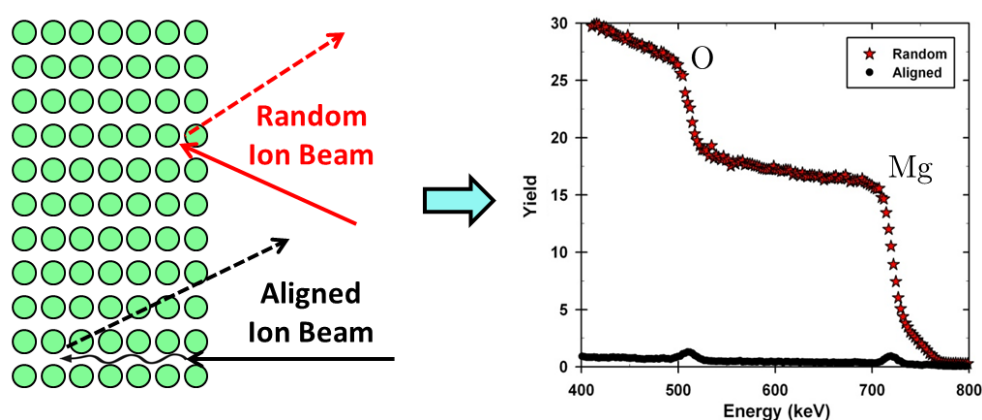 Random
Ion Beam
Aligned
Ion Beam
30
25
20
15
10
5
0
Yield
O
Mg
Random
Aligned
400
500
600
700
800
Energy (keV)